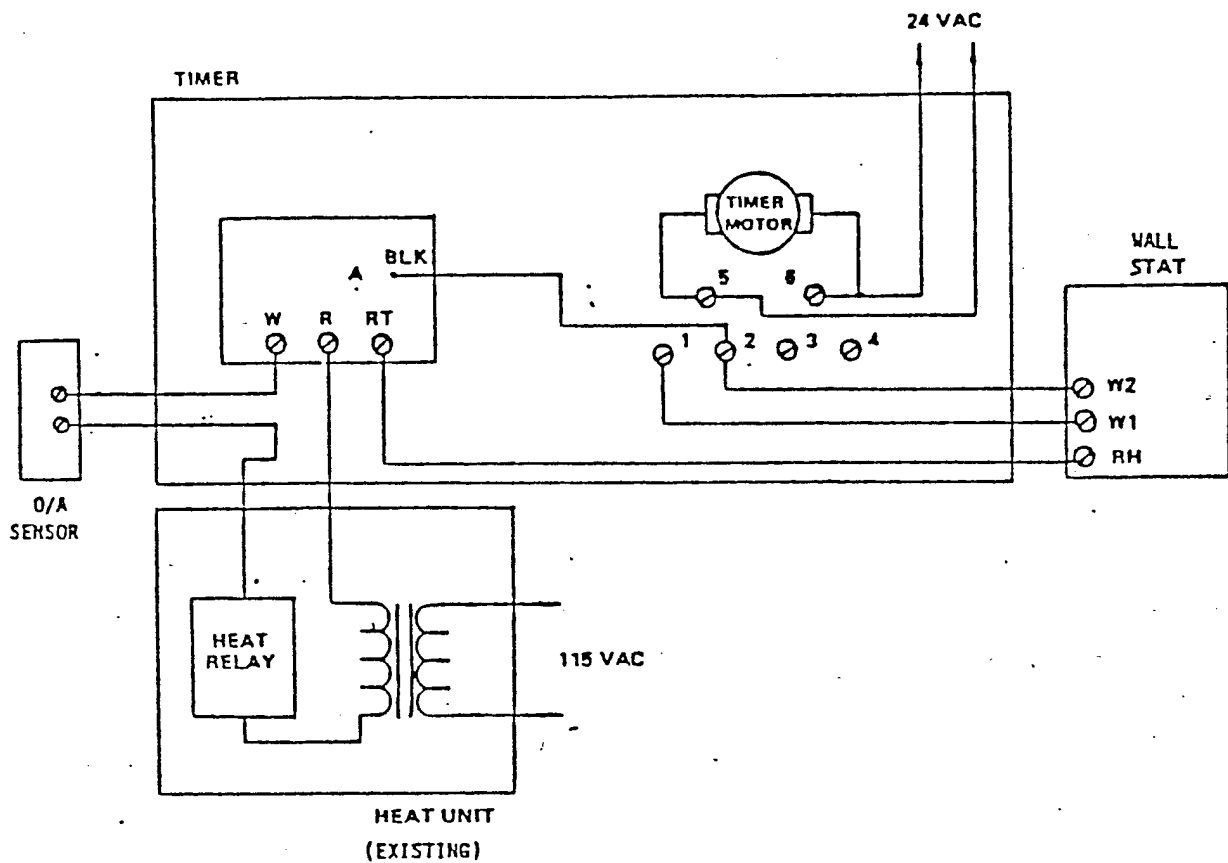 24 VAC
TIMER
TIMER
MOTOR
WALL
STAT
BLK
A
5
6
W
R
RT
1
2
3
4
W2
W1
RH
O/A
SENSOR
HEAT
RELAY
115 VAC
HEAT UNIT
(EXISTING)